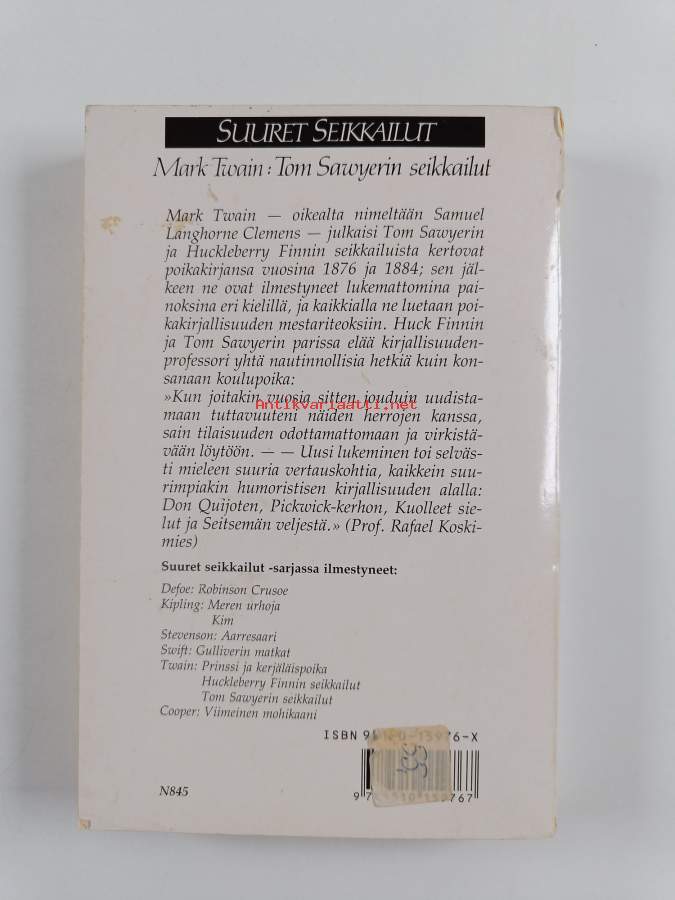 SUURET SEIKKAILUT
Mark Twain: Tom Sawyerin seikkailut
Mark Twain — oikealta nimeltään Samuel
Langhorne Clemens — julkaisi Tom Sawyerin
ja Huckleberry Finnin seikkailuista kertovat
poikakirjansa vuosina 1876 ja 1884; sen jäl-
keen ne ovat ilmestyneet lukemattomina pai-
noksina eri kielillä, ja kaikkialla ne luetaan poi-
kakirjallisuuden mestariteoksiin. Huck Finnin
ja Tom Sawyerin parissa elää kirjallisuuden-
professori yhtä nautinnollisia hetkiä kuin kon-
sanaan koulupoika:
»Kun joitakin vuosia sitten jouduin uudista-
Antikvariaatti.net
maan tuttavuuteni näiden herrojen kanssa,
sain tilaisuuden odottamattomaan ja virkistä-
vään löytöön. — — Uusi lukeminen toi selväs-
ti mieleen suuria vertauskohtia, kaikkein suu-
rimpiakin humoristisen kirjallisuuden alalla:
Don Quijoten, Pickwick-kerhon, Kuolleet sie-
lut ja Seitsemän veljestä.» (Prof. Rafael Koski-
mies)
Suuret seikkailut -sarjassa ilmestyneet:
Defoe: Robinson Crusoe
Kipling: Meren urhoja
Kim
Stevenson: Aarresaari
Swift: Gulliverin matkat
Twain: Prinssi ja kerjäläispoika
Huckleberry Finnin seikkailut
Tom Sawyerin seikkailut
Cooper: Viimeinen mohikaani
ISBN
N845